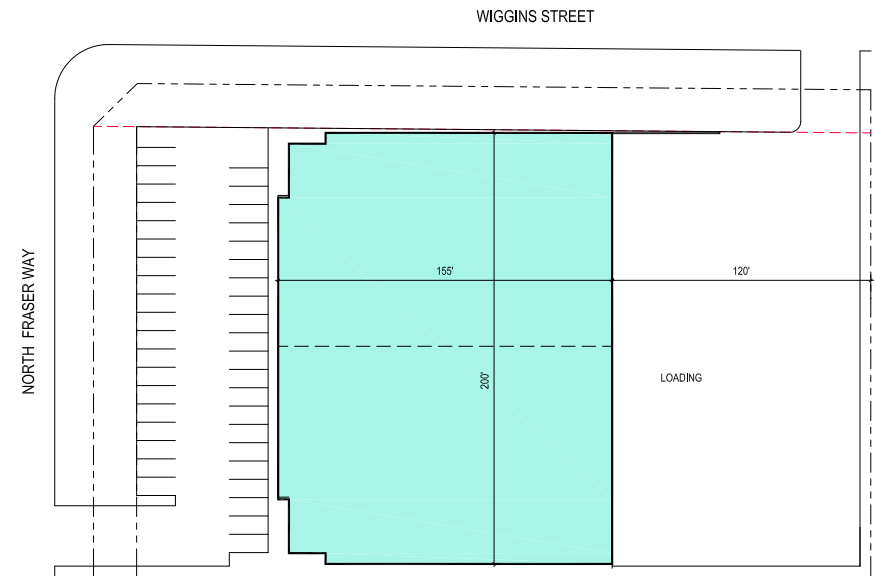 WIGGINS STREET
NORTH FRASER WAY
155'
120'
200'
LOADING